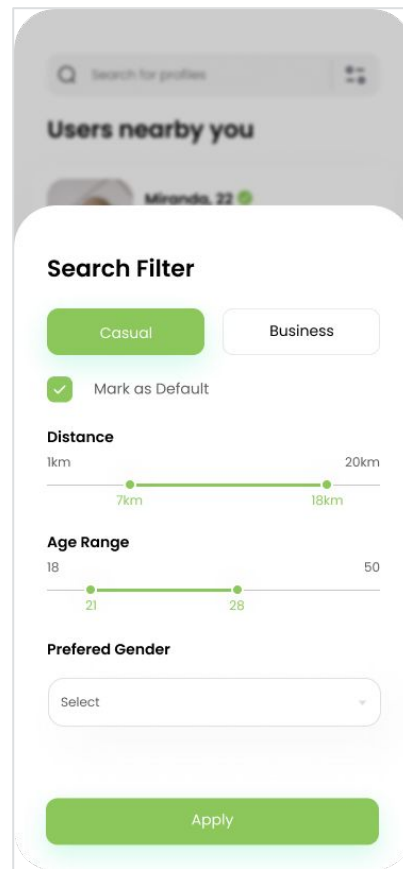 Search for profiles
Users nearby you
Miranda, 22
Search Filter
Casual
Business
Mark as Default
Distance
1km
20km
7km
18km
Age Range
18
50
21
28
Prefered Gender
Select
Apply